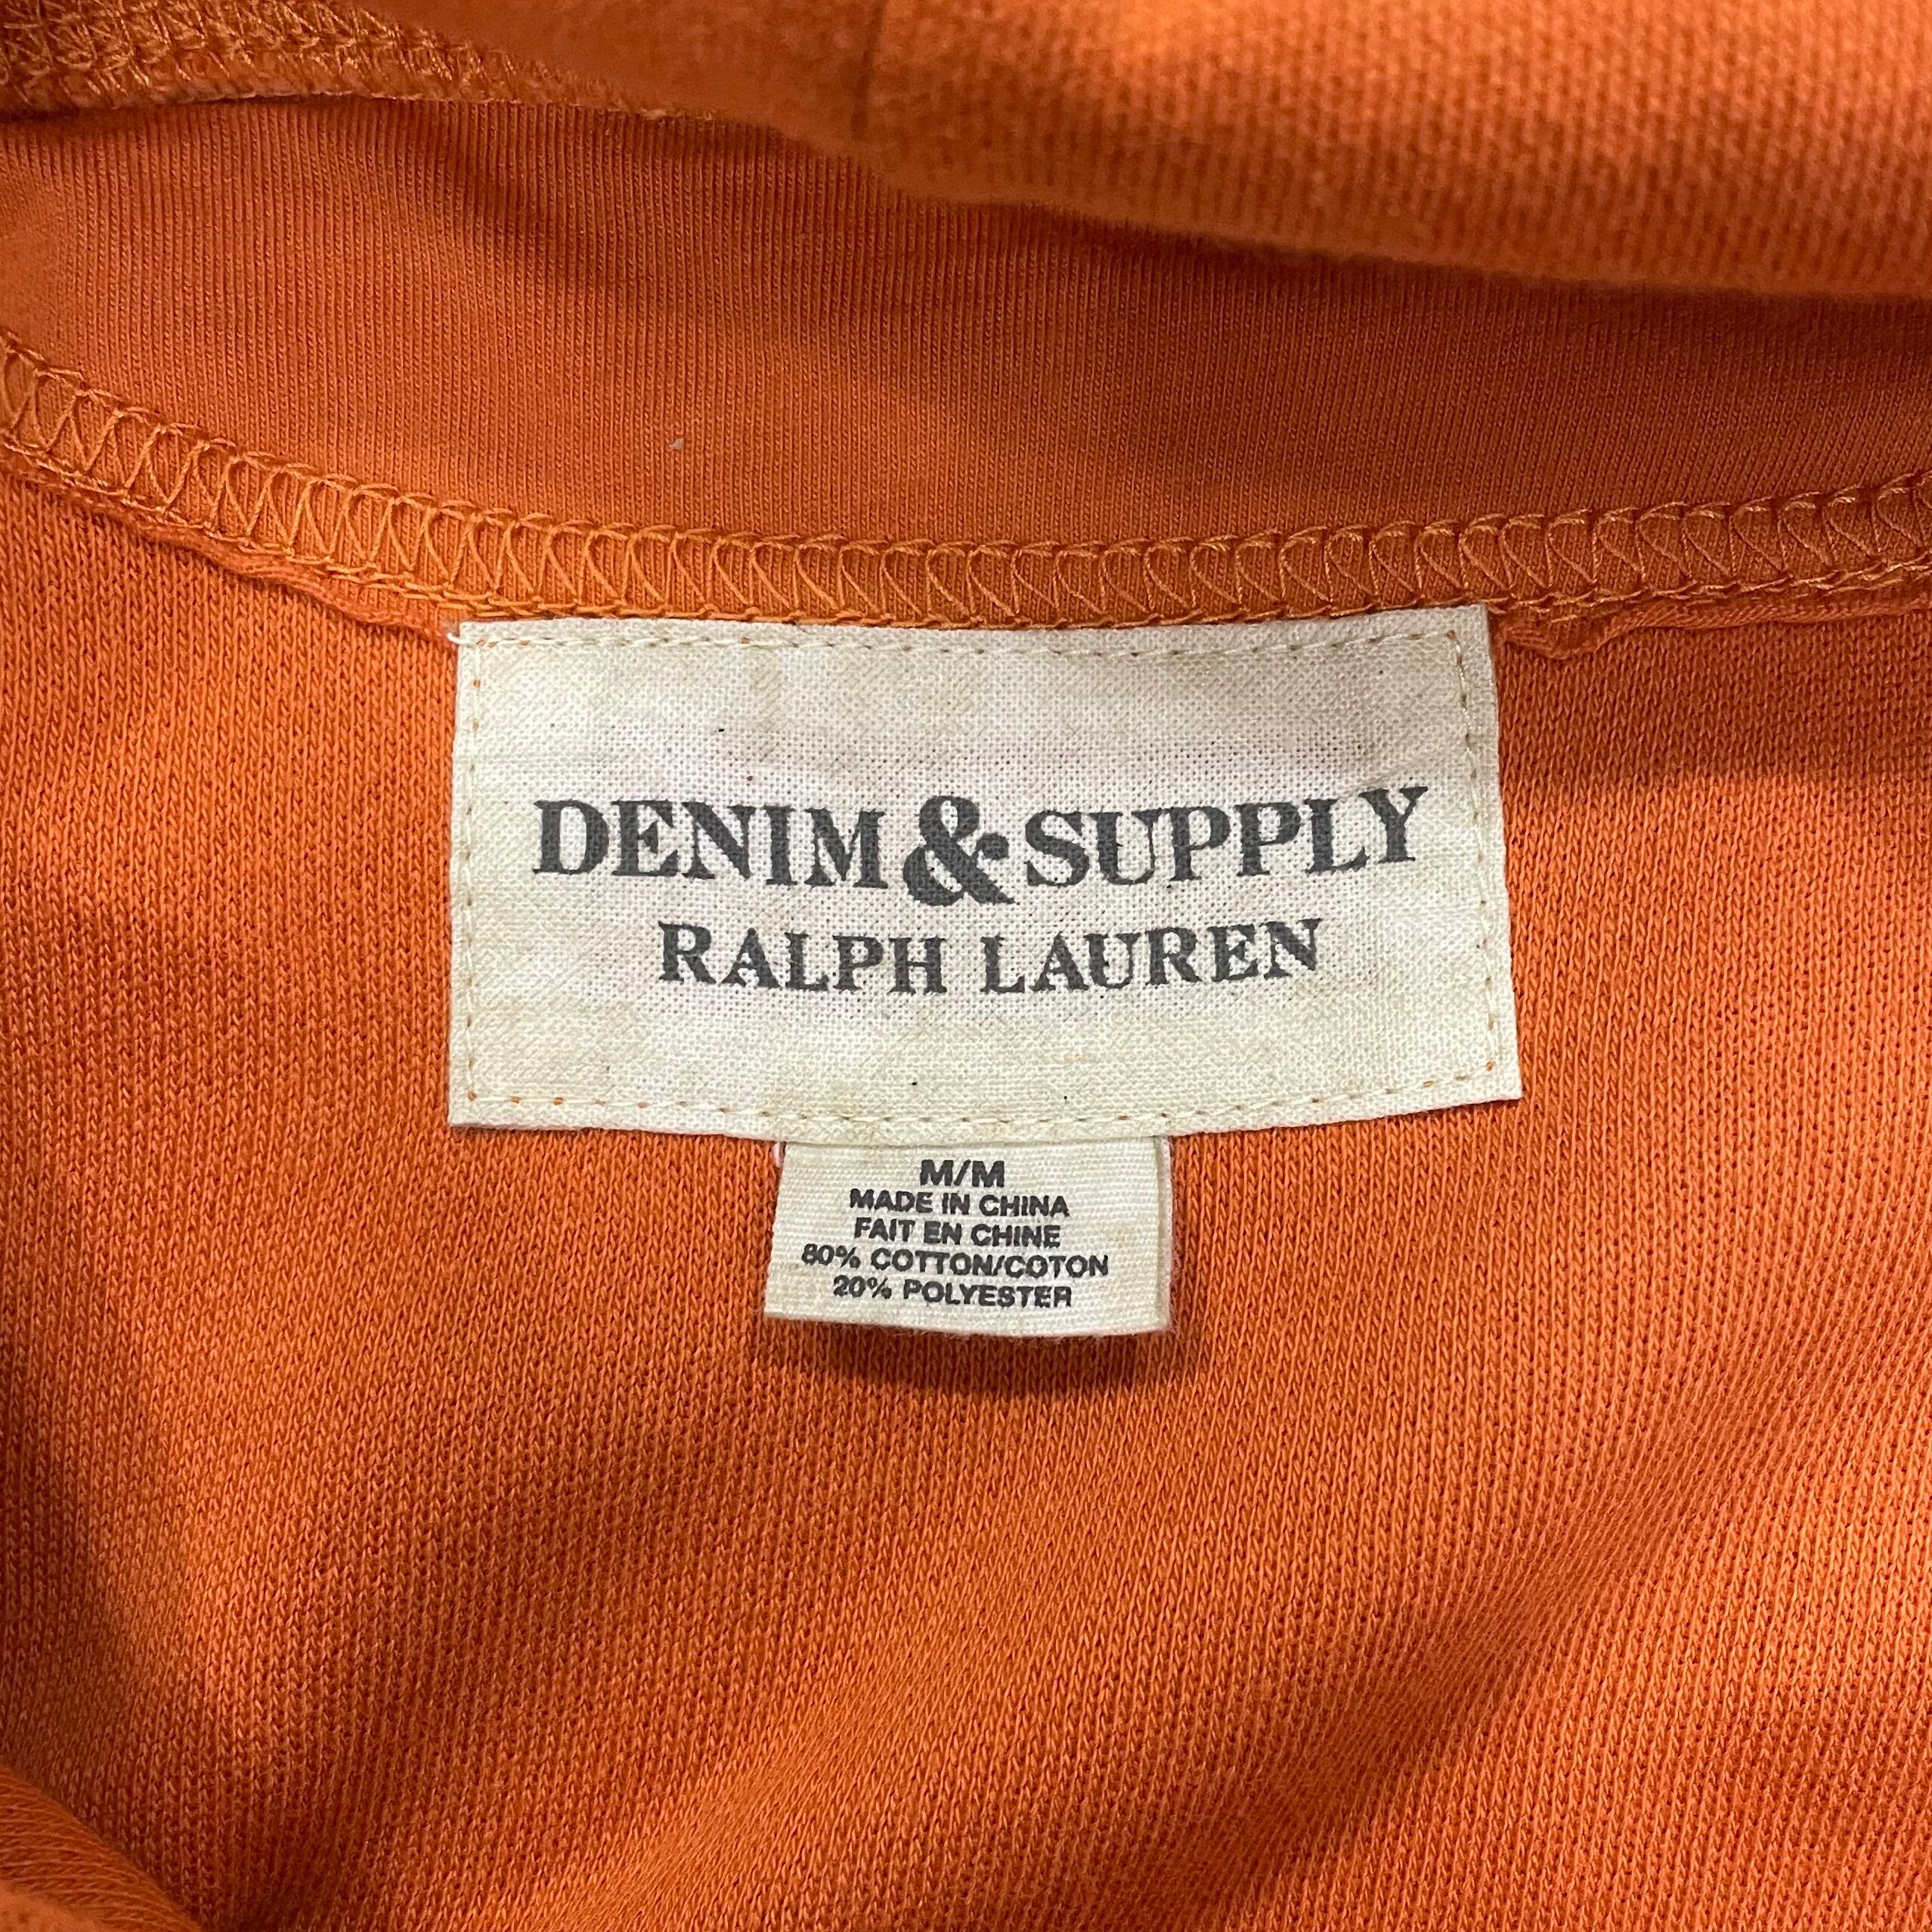 DENIM & SUPPLY
RALPH LAUREN
M/M
MADE IN CHINA
FAIT EN CHINE
80% COTTON/COTON
20% POLYESTER